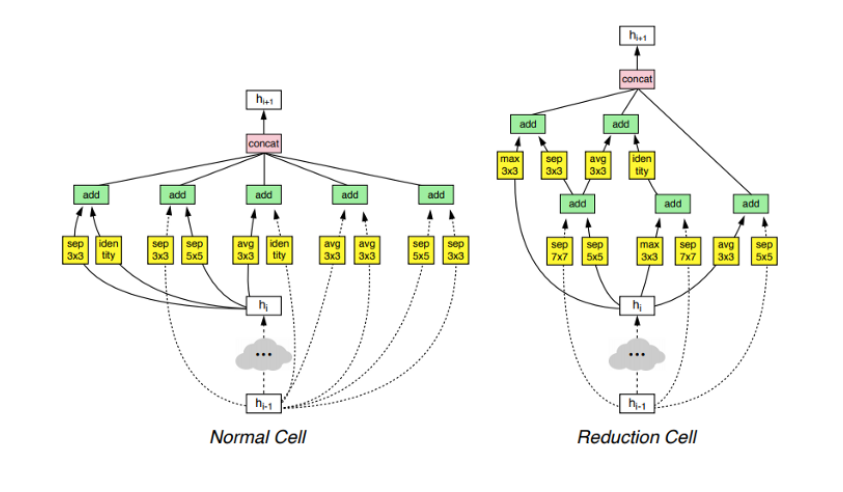 h_{i+1}
concat
add add add add add
sep 3x3 iden tity sep 3x3 sep 5x5 avg 3x3 iden tity avg 3x3 avg 3x3 sep 5x5 sep 3x3
h_i
...
h_{i-1}
Normal Cell
h_{i+1}
concat
add add
max 3x3 sep 3x3 avg 3x3 iden tity
add add add
sep 7x7 sep 5x5 max 3x3 sep 7x7 avg 3x3 sep 5x5
h_i
...
h_{i-1}
Reduction Cell